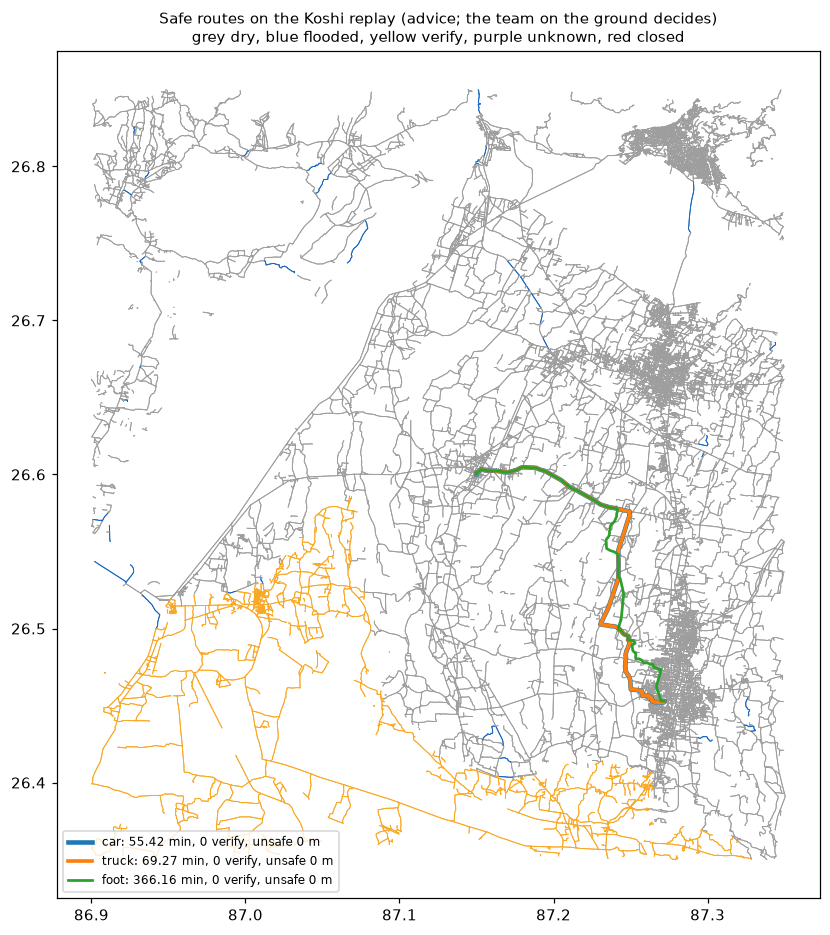 Safe routes on the Koshi replay (advice; the team on the ground decides)
grey dry, blue flooded, yellow verify, purple unknown, red closed
26.8
26.7
26.6
26.5
26.4
car: 55.42 min, 0 verify, unsafe 0 m
truck: 69.27 min, 0 verify, unsafe 0 m
foot: 366.16 min, 0 verify, unsafe 0 m
86.9 87.0 87.1 87.2 87.3